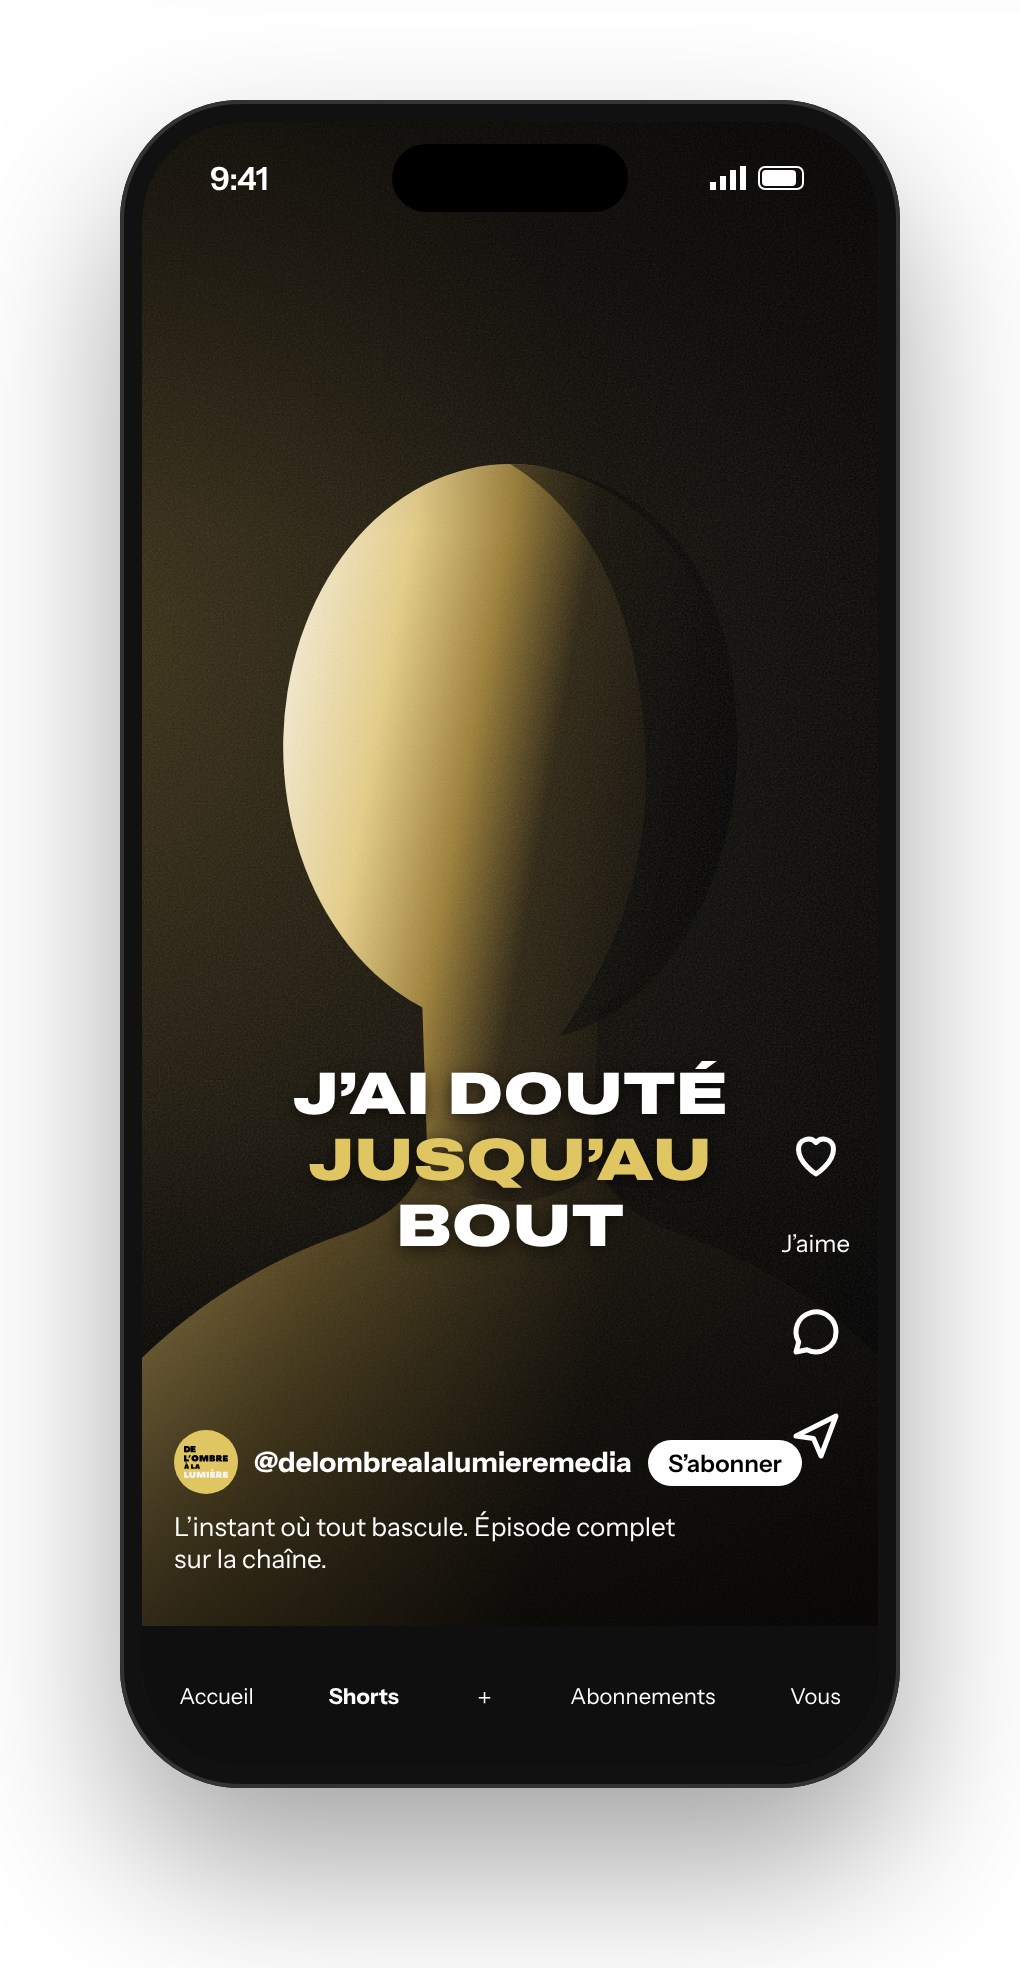 9:41
J’AI DOUTÉ
JUSQU’AU
BOUT
J’aime
DE
L’OMBRE
À LA
LUMIÈRE
@delombrealalumieremedia
S’abonner
L’instant où tout bascule. Épisode complet
sur la chaîne.
Accueil
Shorts
+
Abonnements
Vous